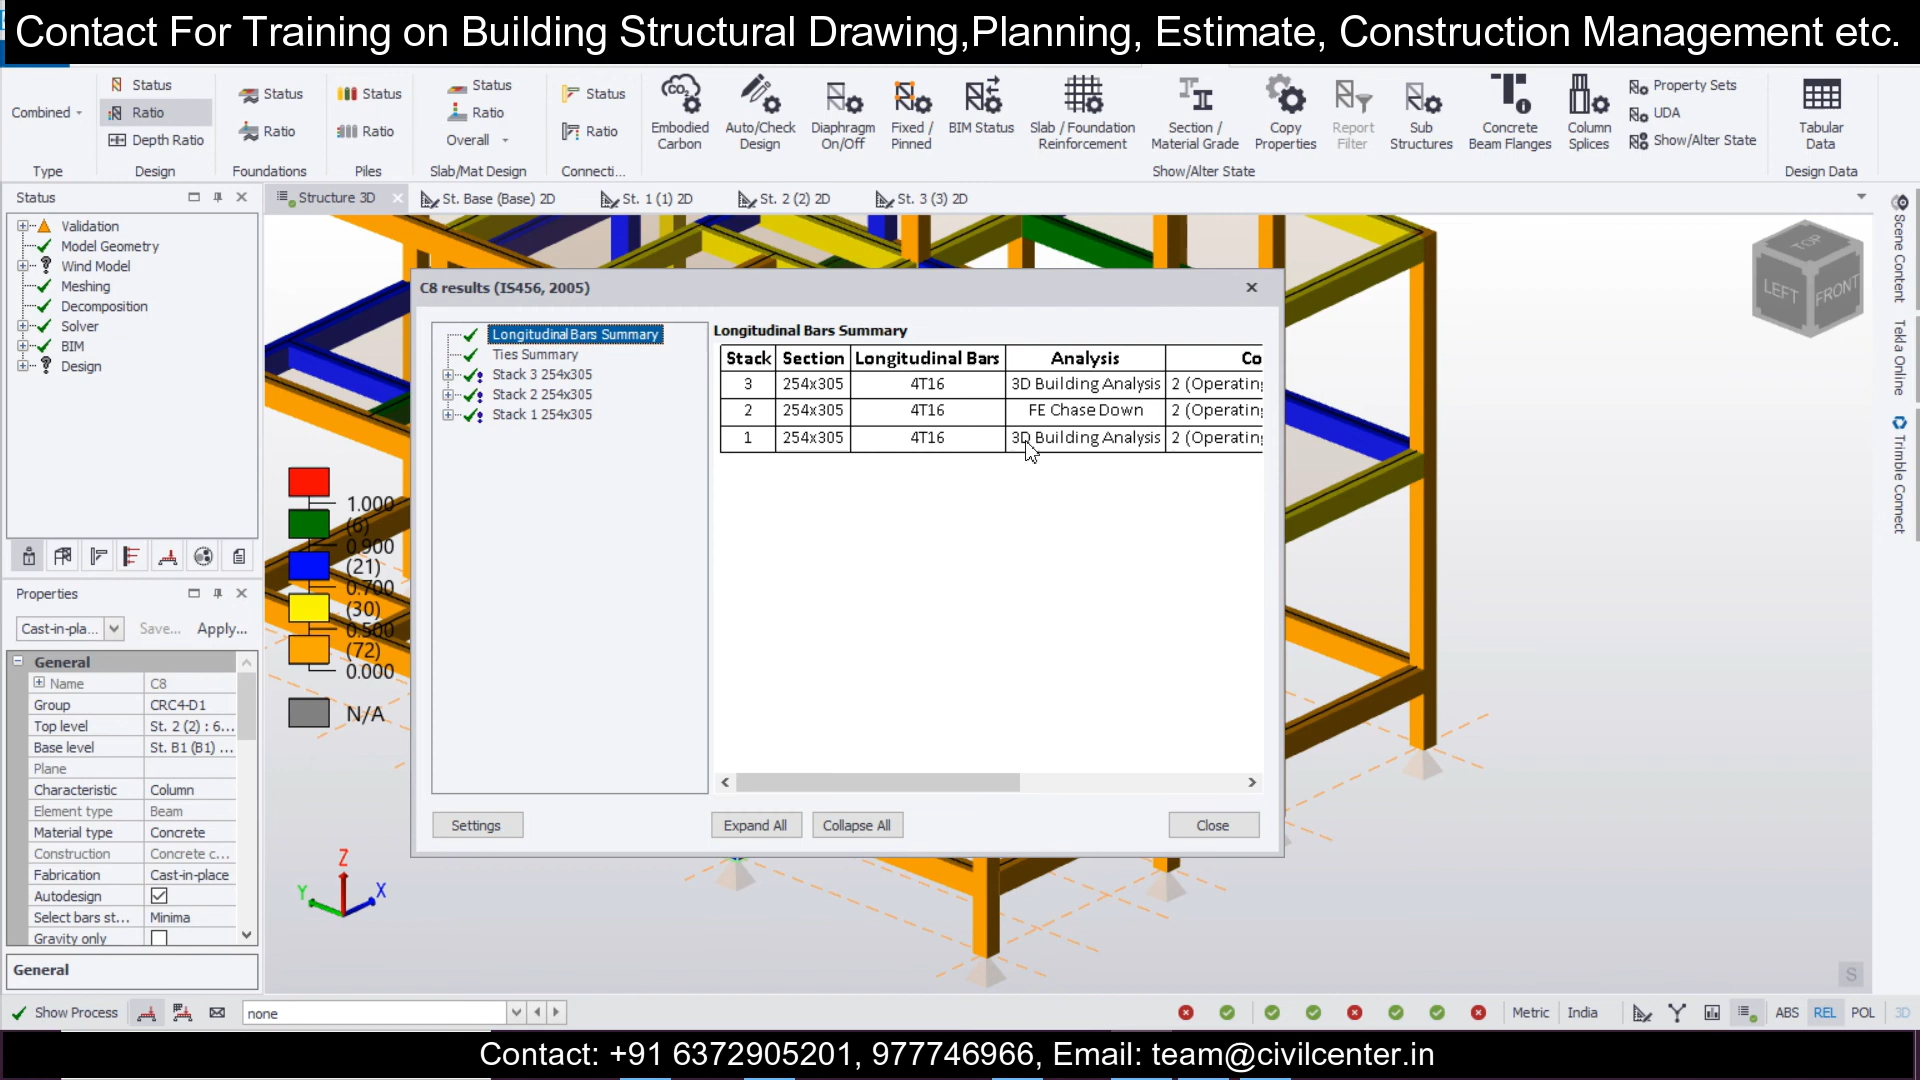 Contact For Training on Building Structural Drawing,Planning, Estimate, Construction Management etc.
Combined
Type
Status
Ratio
Depth Ratio
Design
Status
Ratio
Foundations
Status
Ratio
Piles
Status
Ratio
Overall
Slab/Mat Design
Status
Ratio
Connecti...
Embodied
Carbon
Auto/Check
Design
Diaphragm
On/Off
Fixed /
Pinned
BIM Status
Slab / Foundation
Reinforcement
Section /
Material Grade
Copy
Properties
Report
Filter
Sub
Structures
Concrete
Beam Flanges
Column
Splices
Property Sets
UDA
Show/Alter State
Show/Alter State
Tabular
Data
Design Data
Status
Structure 3D
St. Base (Base) 2D
St. 1 (1) 2D
St. 2 (2) 2D
St. 3 (3) 2D
Validation
Model Geometry
Wind Model
Meshing
Decomposition
Solver
BIM
Design
TOP
LEFT
FRONT
Scene Content
Tekla Online
Trimble Connect
C8 results (IS456, 2005)
Longitudinal Bars Summary
Ties Summary
Stack 3 254x305
Stack 2 254x305
Stack 1 254x305
Longitudinal Bars Summary
Stack Section Longitudinal Bars Analysis Co
3 254x305 4T16 3D Building Analysis 2 (Operating
2 254x305 4T16 FE Chase Down 2 (Operating
1 254x305 4T16 3D Building Analysis 2 (Operating
Settings
Expand All
Collapse All
Close
1.000
(6)
0.900
(21)
0.700
(30)
0.500
(72)
0.000
N/A
Z
Y
X
S
Properties
Cast-in-pla...
Save...
Apply...
General
Name C8
Group CRC4-D1
Top level St. 2 (2) : 6...
Base level St. B1 (B1) ...
Plane
Characteristic Column
Element type Beam
Material type Concrete
Construction Concrete c...
Fabrication Cast-in-place
Autodesign
Select bars st... Minima
Gravity only
General
Show Process
none
Metric
India
ABS
REL
POL
3D
Contact: +91 6372905201, 977746966, Email: team@civilcenter.in